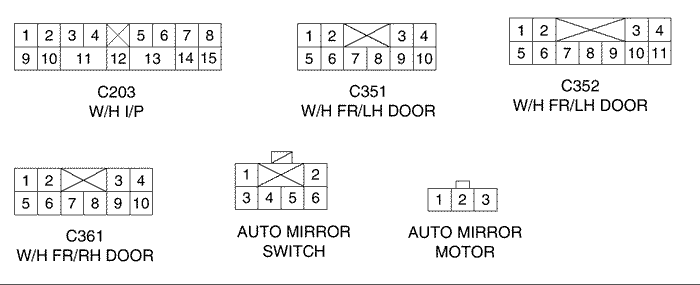 1 2 3 4 5 6 7 8
9 10 11 12 13 14 15
C203
W/H I/P
1 2 3 4
5 6 7 8 9 10
C351
W/H FR/LH DOOR
1 2 3 4
5 6 7 8 9 10 11
C352
W/H FR/LH DOOR
1 2 3 4
5 6 7 8 9 10
C361
W/H FR/RH DOOR
1 2
3 4 5 6
AUTO MIRROR
SWITCH
1 2 3
AUTO MIRROR
MOTOR